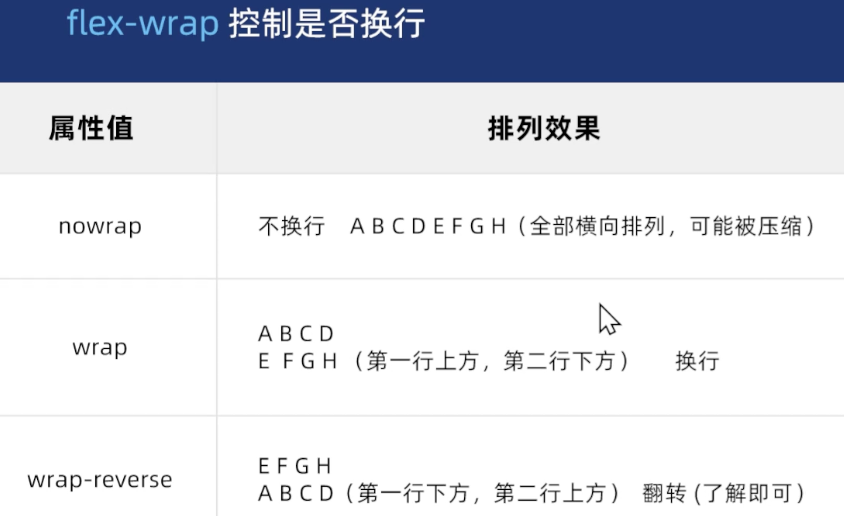 flex-wrap 控制是否换行
属性值 排列效果
nowrap 不换行 A B C D E F G H（全部横向排列，可能被压缩）
wrap
A B C D
E F G H （第一行上方，第二行下方） 换行
wrap-reverse
E F G H
A B C D（第一行下方，第二行上方） 翻转 (了解即可）